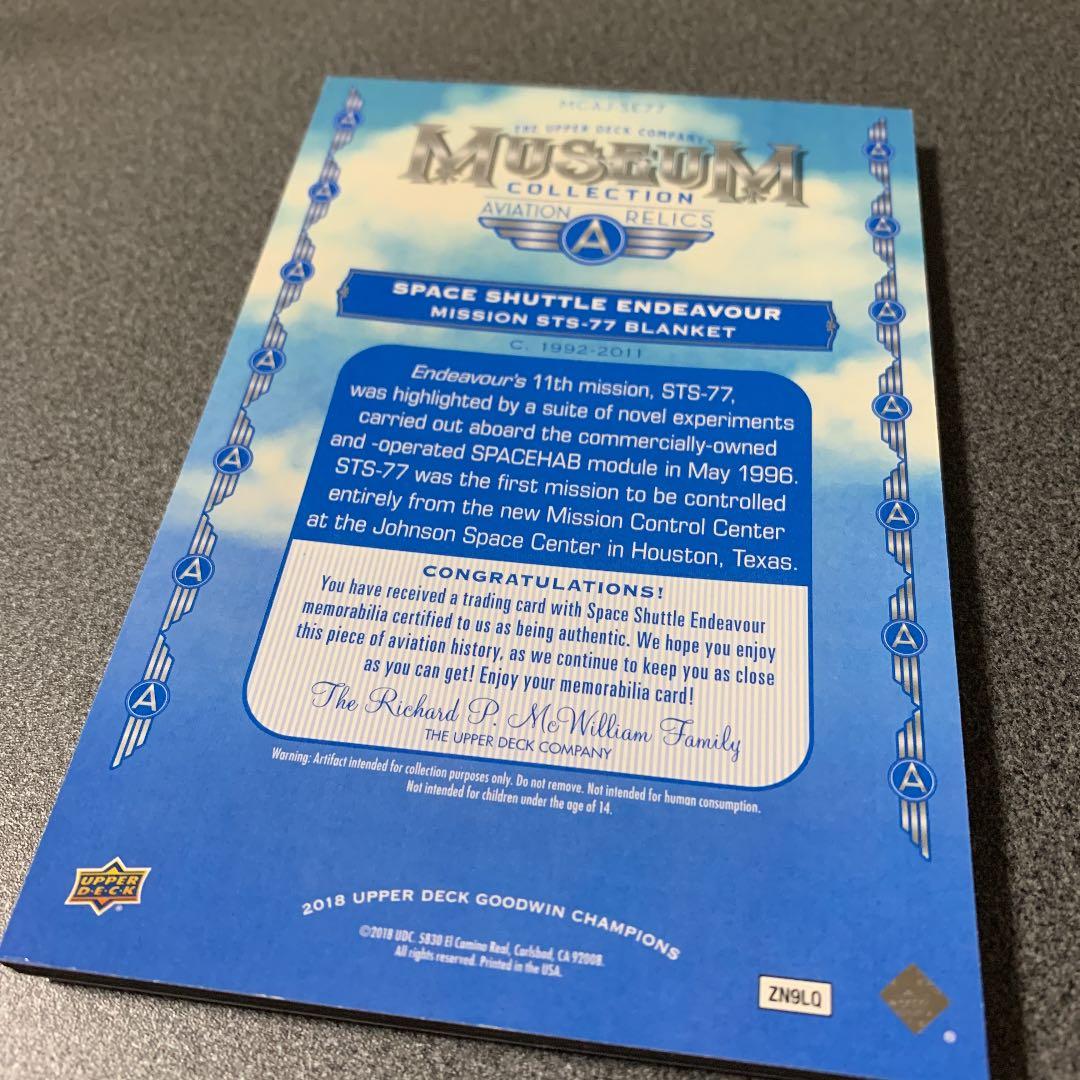 MCAJ-SE77
THE UPPER DECK COMPANY
MUSEUM
COLLECTION
AVIATION RELICS
A
SPACE SHUTTLE ENDEAVOUR
MISSION STS-77 BLANKET
C. 1992-2011
Endeavour's 11th mission, STS-77,
was highlighted by a suite of novel experiments
carried out aboard the commercially-owned
and -operated SPACEHAB module in May 1996.
STS-77 was the first mission to be controlled
entirely from the new Mission Control Center
at the Johnson Space Center in Houston, Texas.
CONGRATULATIONS!
You have received a trading card with Space Shuttle Endeavour
memorabilia certified to us as being authentic. We hope you enjoy
this piece of aviation history, as we continue to keep you as close
as you can get! Enjoy your memorabilia card!
The Richard P. McWilliam Family
THE UPPER DECK COMPANY
Warning: Artifact intended for collection purposes only. Do not remove. Not intended for human consumption.
Not intended for children under the age of 14.
UPPER
D·E·C·K
2018 UPPER DECK GOODWIN CHAMPIONS
©2018 UDC. 5830 El Camino Real, Carlsbad, CA 92008.
All rights reserved. Printed in the USA.
ZN9LQ